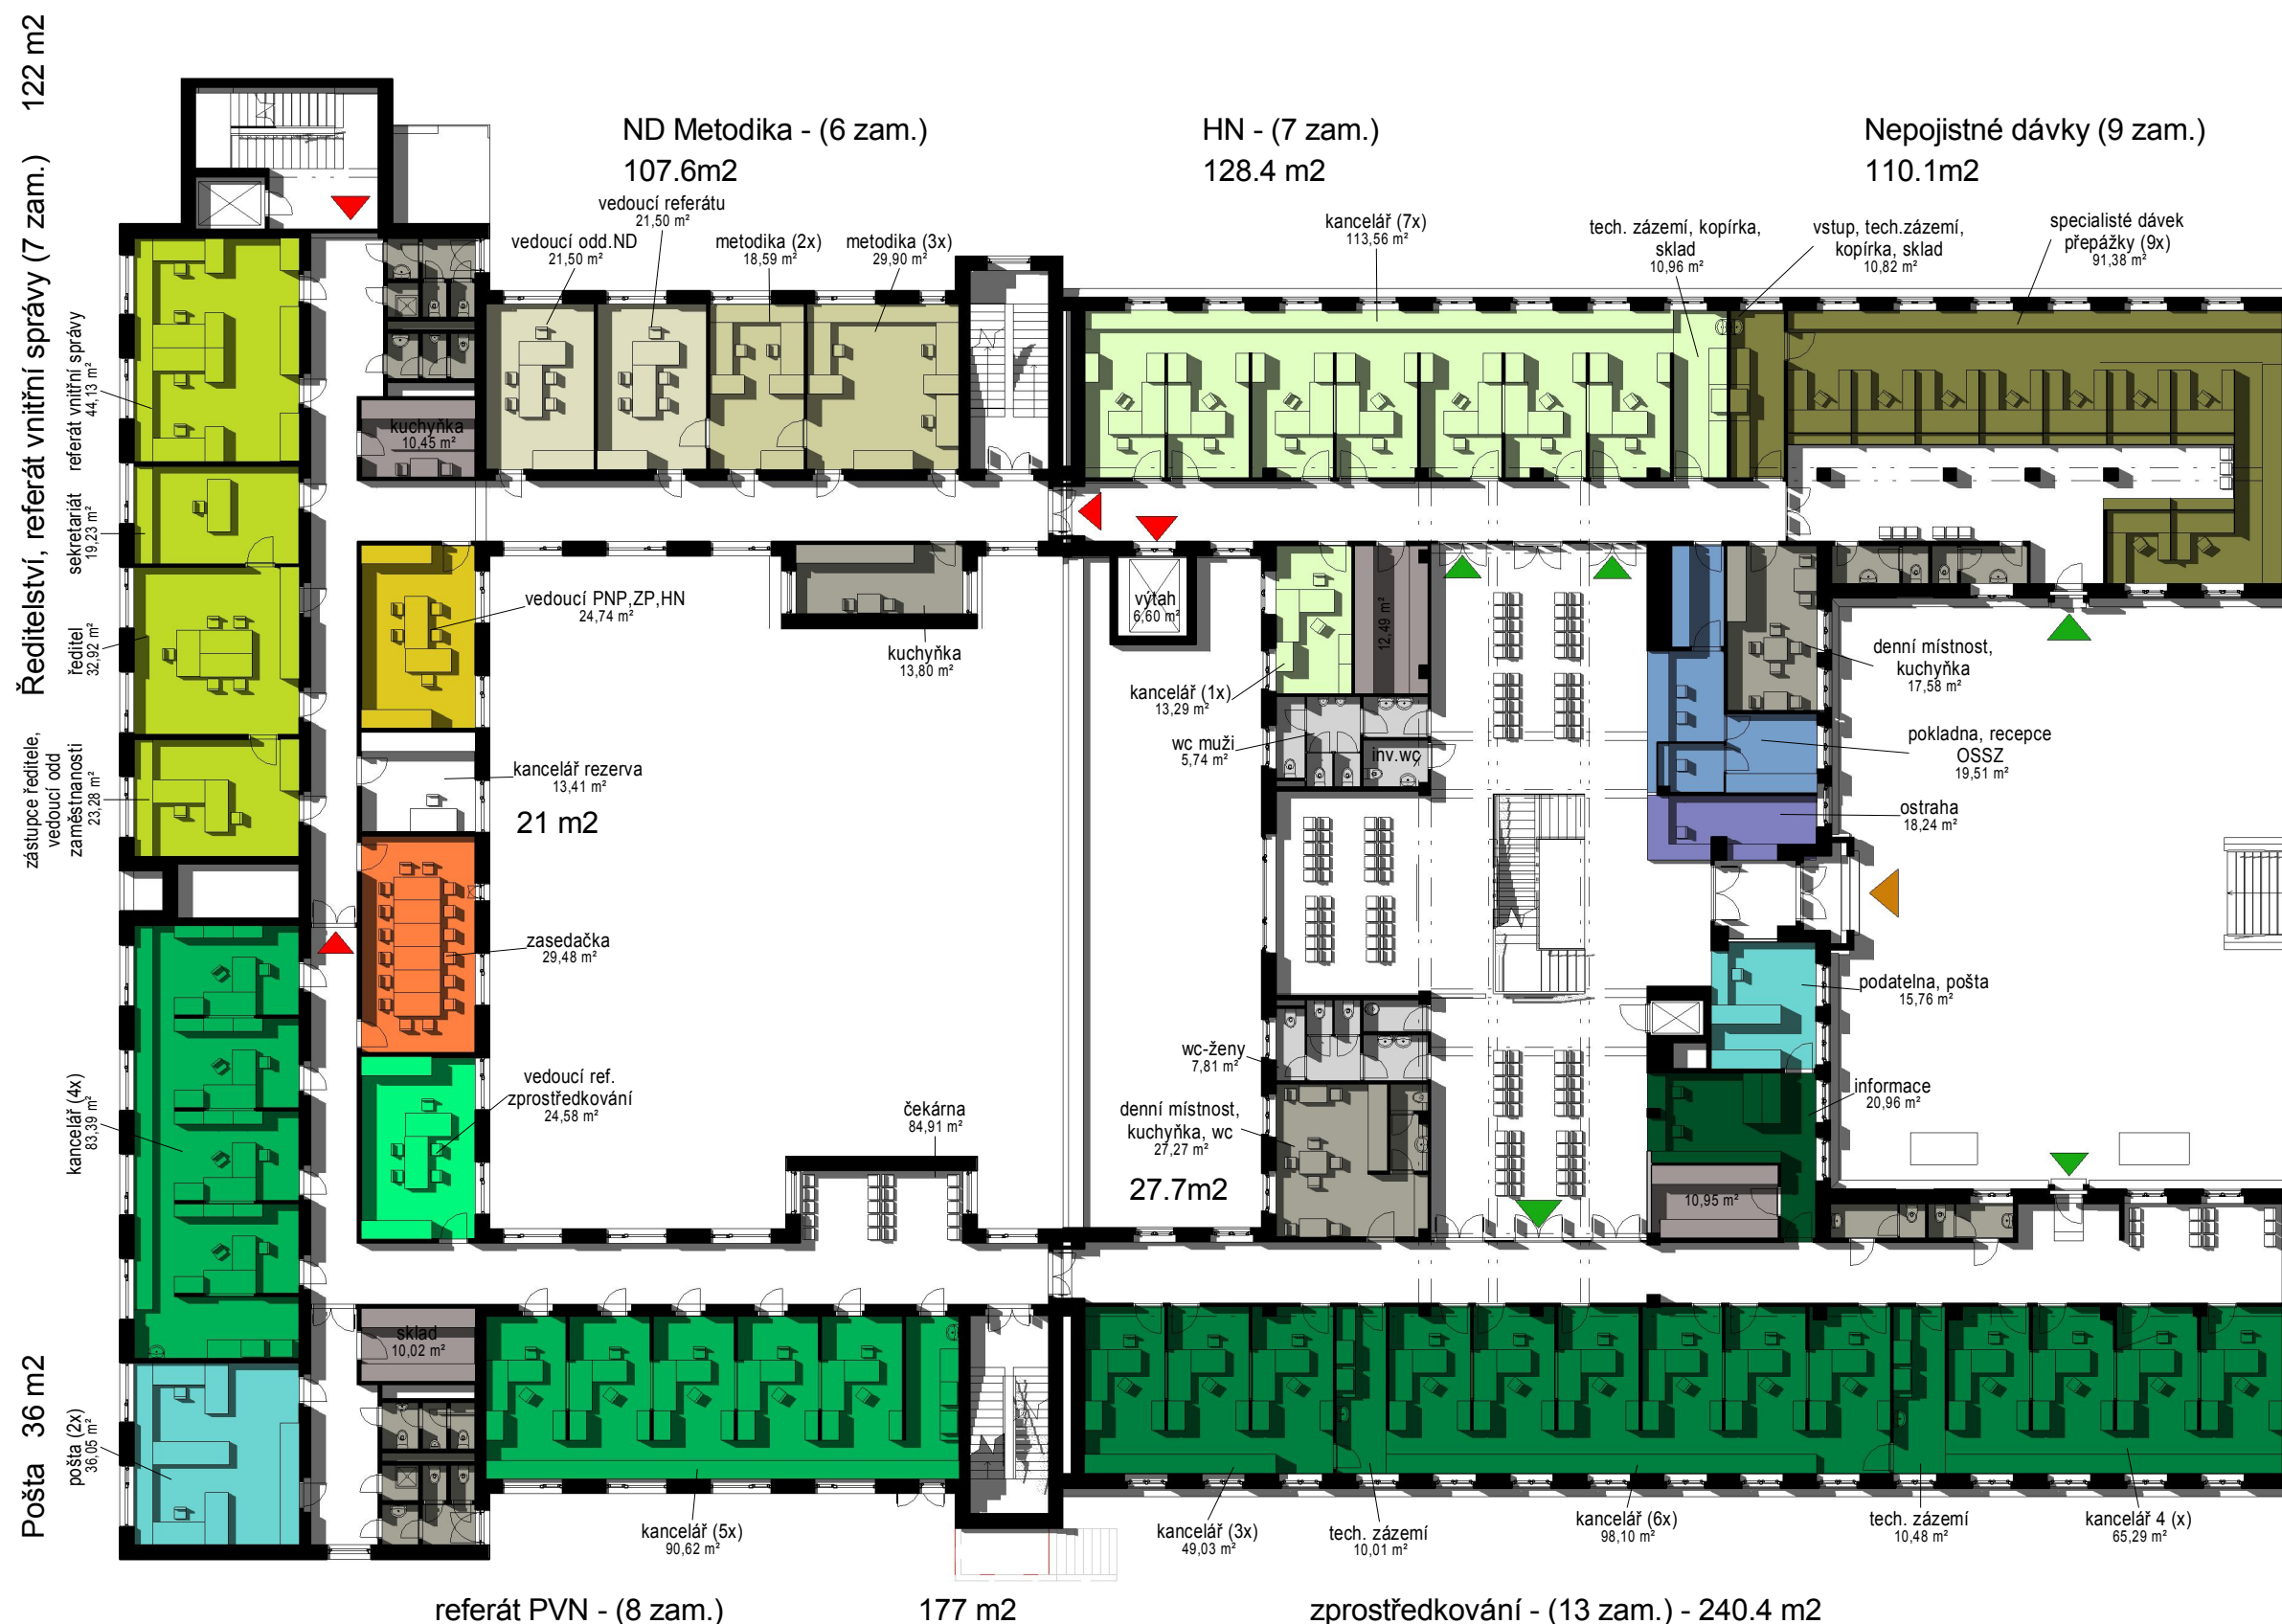 122 m2
Ředitelství, referát vnitřní správy (7 zam.)
ND Metodika - (6 zam.)
107.6m2
HN - (7 zam.)
128.4 m2
Nepojistné dávky (9 zam.)
110.1m2
vedoucí referátu
21,50 m²
vedoucí odd.ND
21,50 m²
metodika (2x)
18,59 m²
metodika (3x)
29,90 m²
kancelář (7x)
113,56 m²
tech. zázemí, kopírka,
sklad
10,96 m²
vstup, tech.zázemí,
kopírka, sklad
10,82 m²
specialisté dávek
přepážky (9x)
91,38 m²
referát vnitřní správy
44,13 m²
kuchyňka
10,45 m²
sekretariát
19,23 m²
ředitel
32,92 m²
zástupce ředitele,
vedoucí odd
zaměstnanosti
23,28 m²
vedoucí PNP,ZP,HN
24,74 m²
kuchyňka
13,80 m²
výtah
6,60 m²
12,49 m²
kancelář (1x)
13,29 m²
denní místnost,
kuchyňka
17,58 m²
wc muži
5,74 m²
inv.wc
pokladna, recepce
OSSZ
19,51 m²
kancelář rezerva
13,41 m²
21 m2
ostraha
18,24 m²
zasedačka
29,48 m²
podatelna, pošta
15,76 m²
kancelář (4x)
83,39 m²
vedoucí ref.
zprostředkování
24,58 m²
čekárna
84,91 m²
wc-ženy
7,81 m²
denní místnost,
kuchyňka, wc
27,27 m²
27.7m2
informace
20,96 m²
10,95 m²
sklad
10,02 m²
Pošta 36 m2
pošta (2x)
36,05 m²
kancelář (5x)
90,62 m²
kancelář (3x)
49,03 m²
tech. zázemí
10,01 m²
kancelář (6x)
98,10 m²
tech. zázemí
10,48 m²
kancelář 4 (x)
65,29 m²
referát PVN - (8 zam.)
177 m2
zprostředkování - (13 zam.) - 240.4 m2